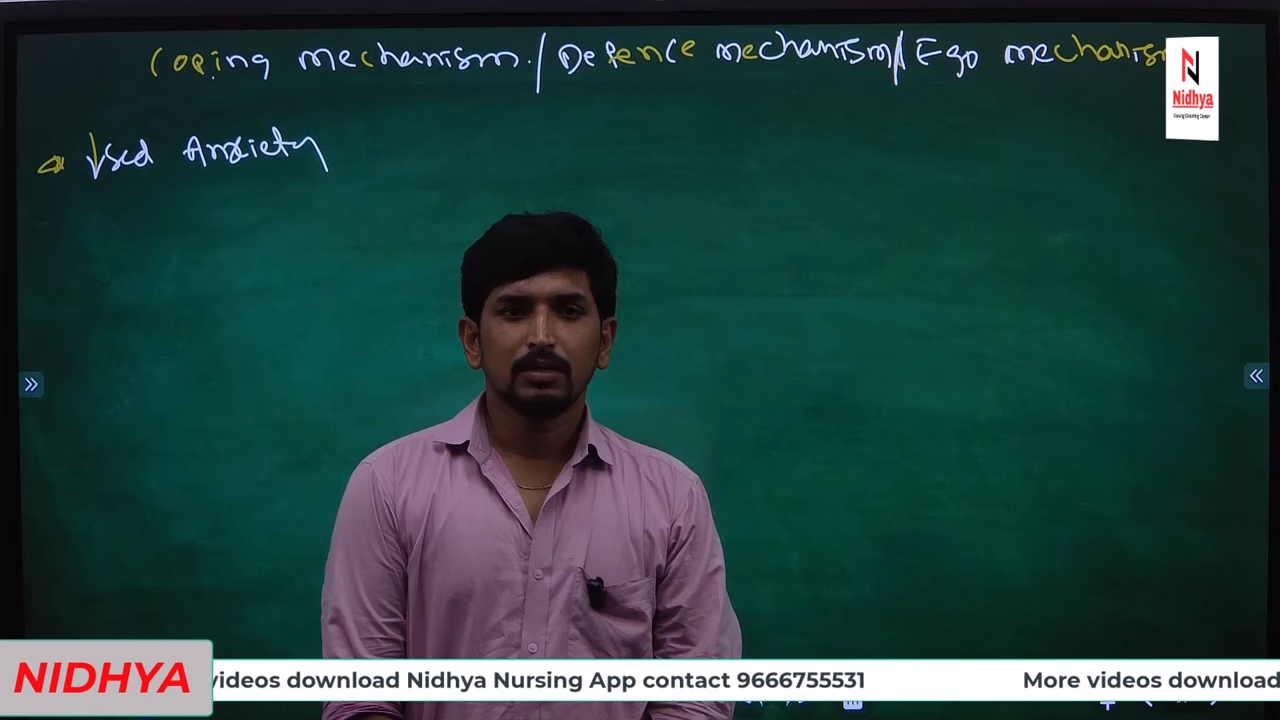 Coping mechanism / Defence mechanism / Ego mechanism
↓sed Anxiety
N
Nidhya
NIDHYA
videos download Nidhya Nursing App contact 9666755531 More videos download